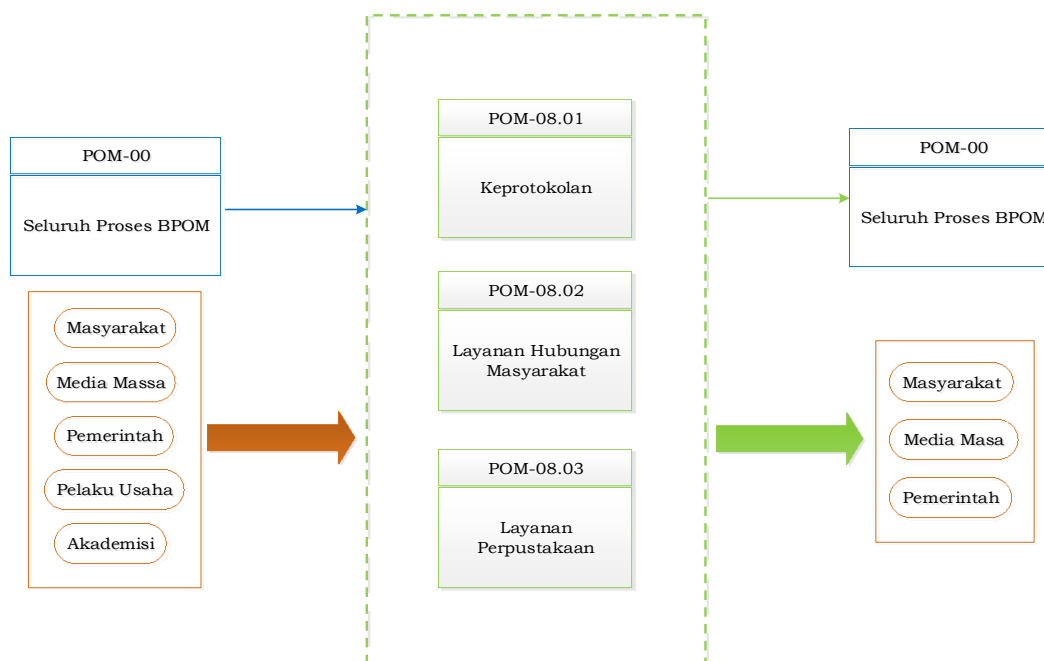 POM-00
Seluruh Proses BPOM
Masyarakat
Media Massa
Pemerintah
Pelaku Usaha
Akademisi
POM-08.01
Keprotokolan
POM-08.02
Layanan Hubungan
Masyarakat
POM-08.03
Layanan
Perpustakaan
POM-00
Seluruh Proses BPOM
Masyarakat
Media Masa
Pemerintah